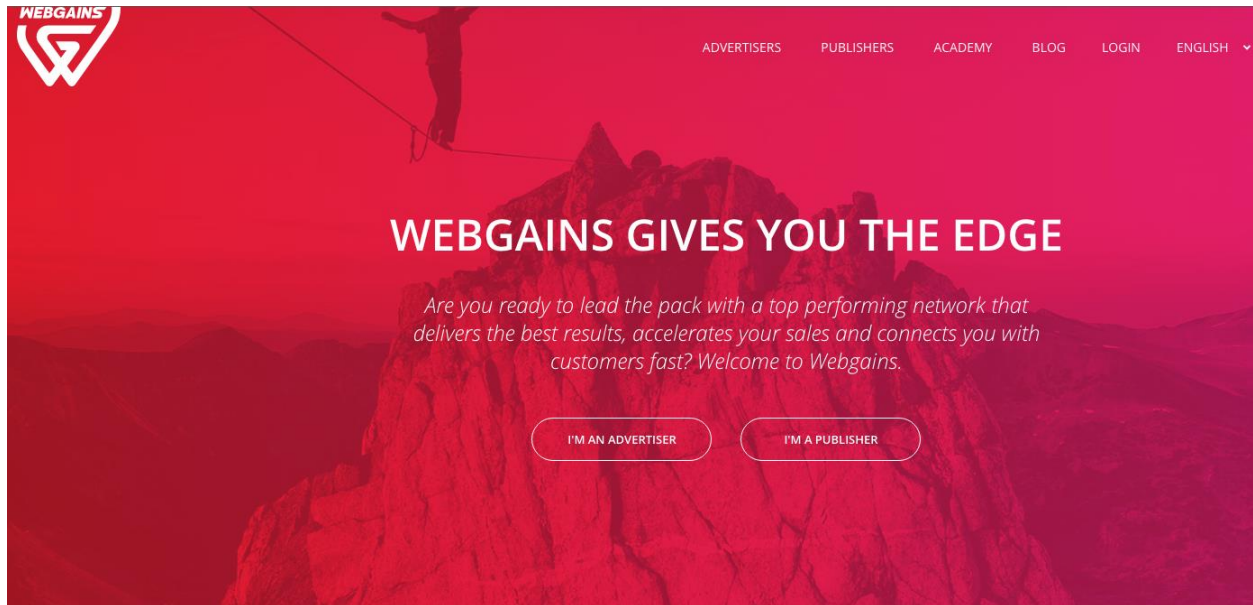 WEBGAINS
ADVERTISERS PUBLISHERS ACADEMY BLOG LOGIN ENGLISH
WEBGAINS GIVES YOU THE EDGE
Are you ready to lead the pack with a top performing network that
delivers the best results, accelerates your sales and connects you with
customers fast? Welcome to Webgains.
I'M AN ADVERTISER I'M A PUBLISHER